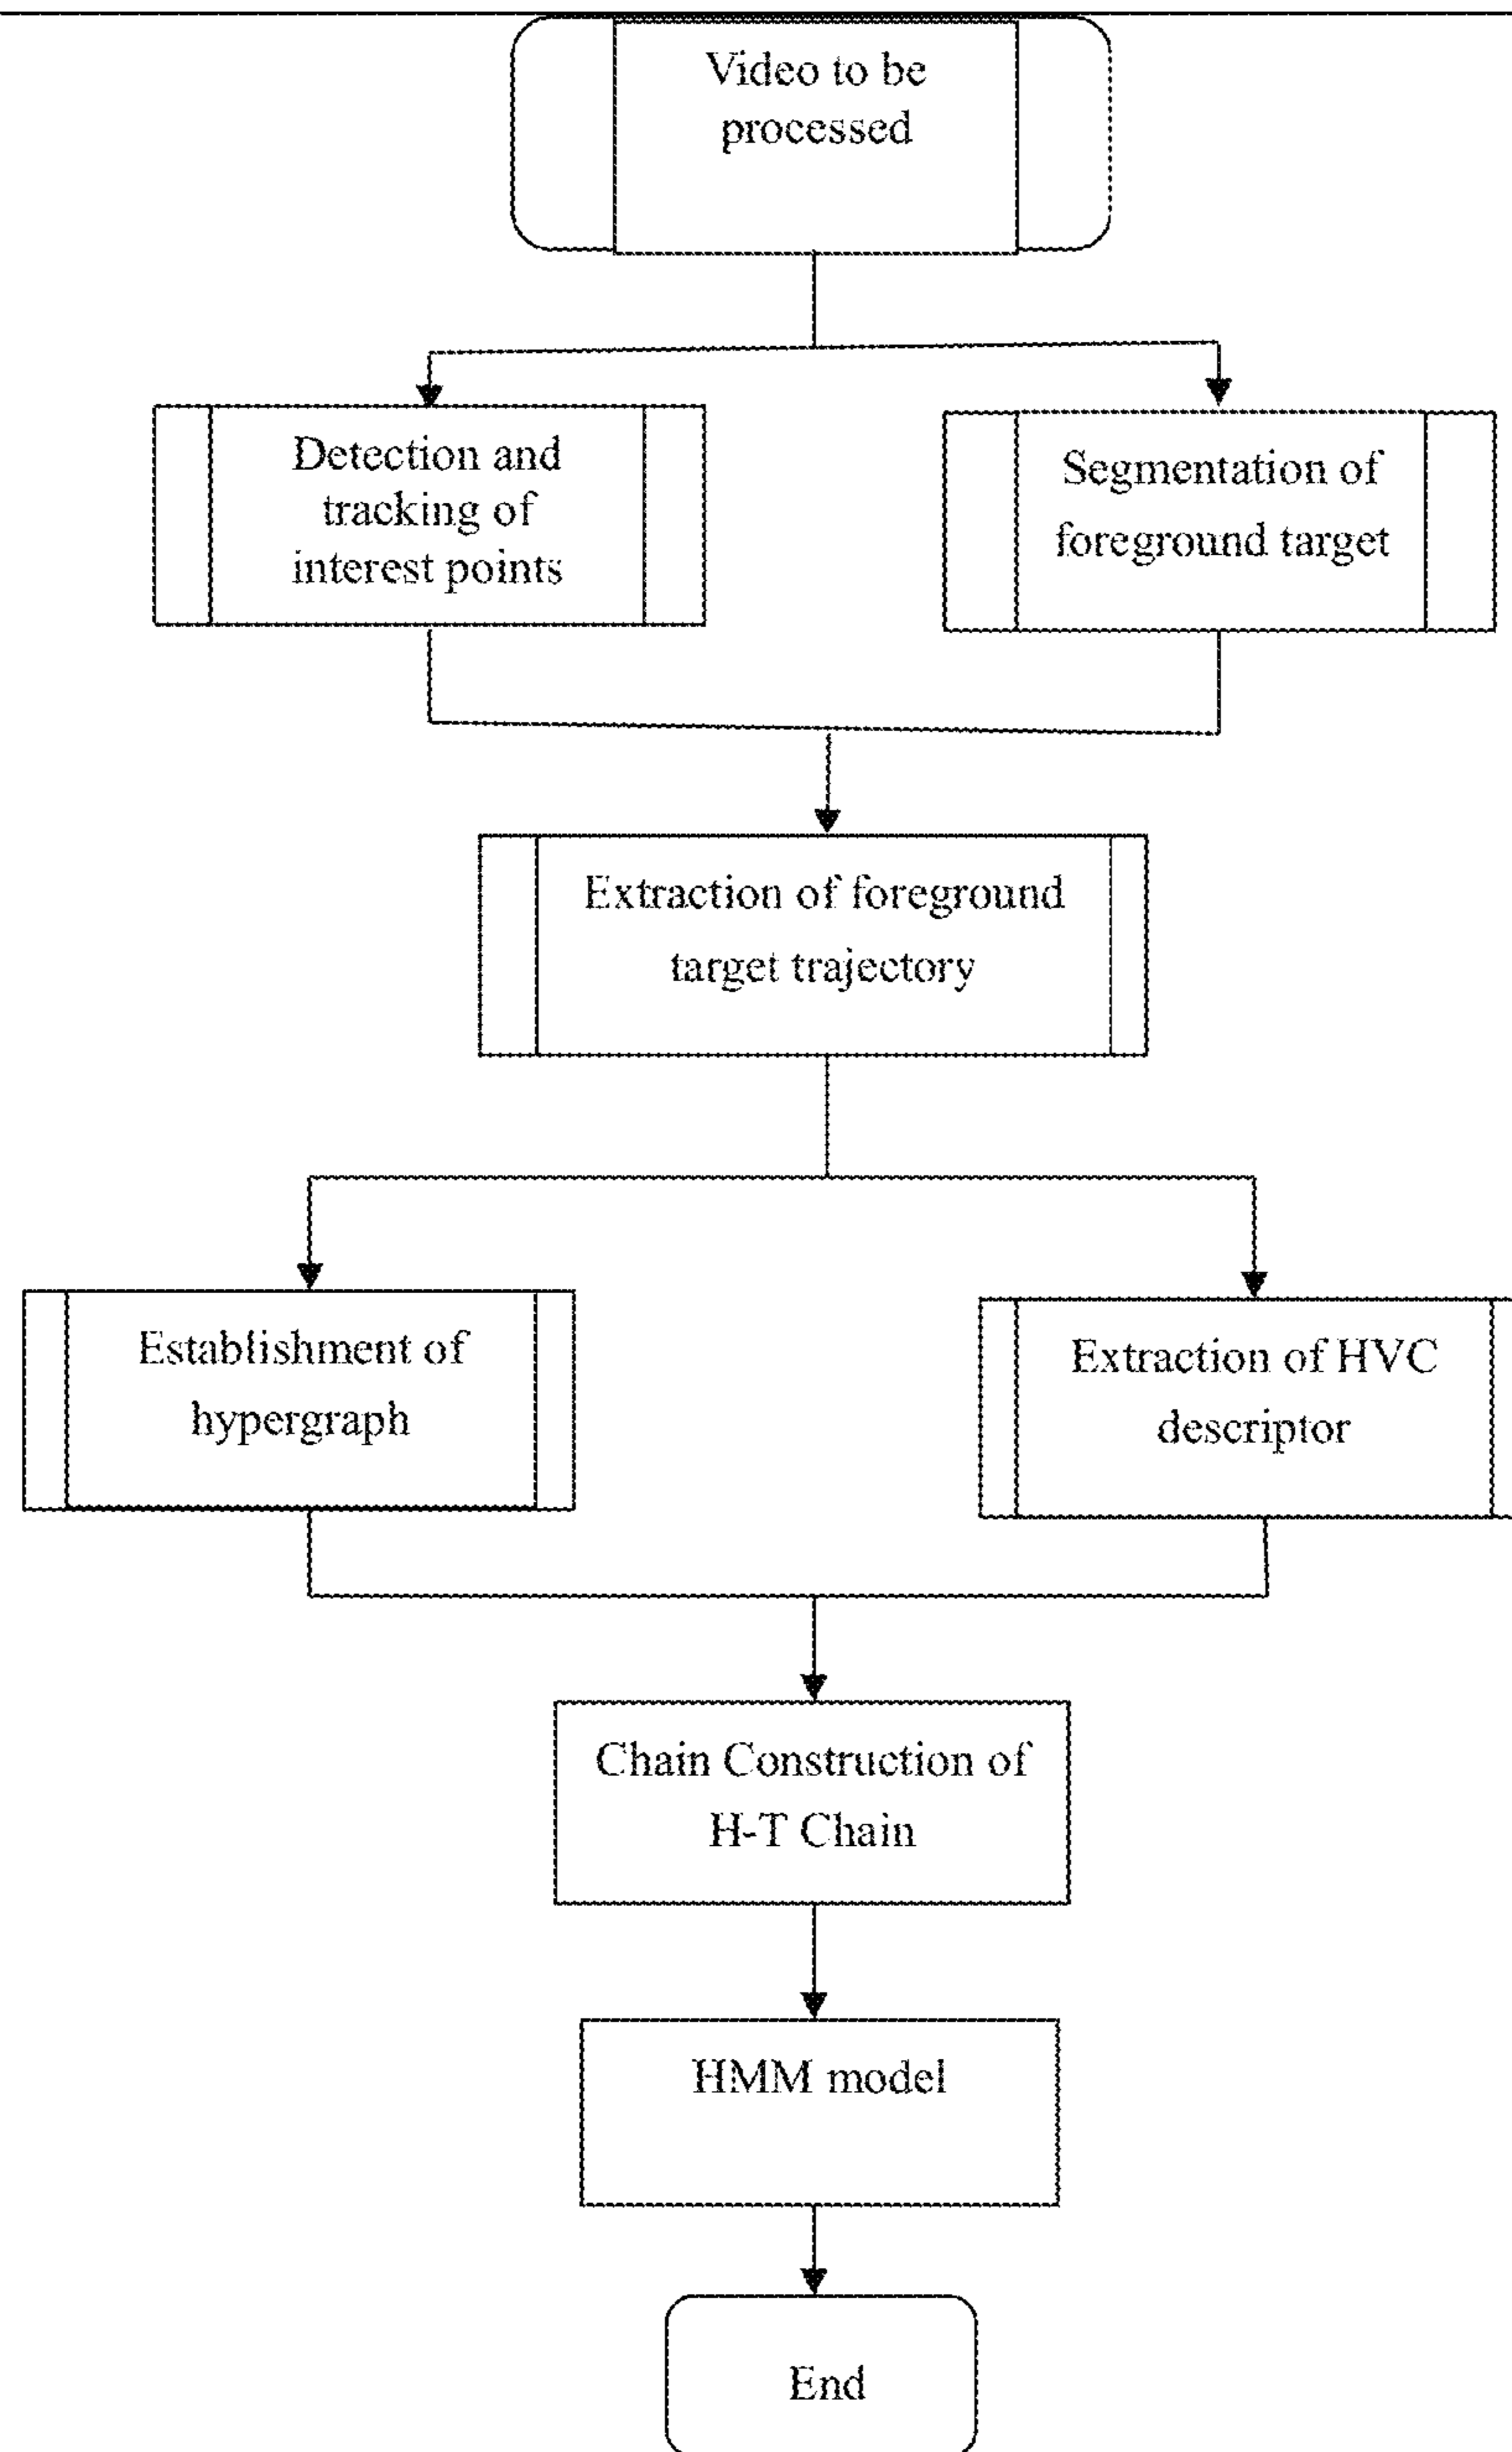 Video to be
processed
Detection and
tracking of
interest points
Segmentation of
foreground target
Extraction of foreground
target trajectory
Establishment of
hypergraph
Extraction of HVC
descriptor
Chain Construction of
H-T Chain
HMM model
End